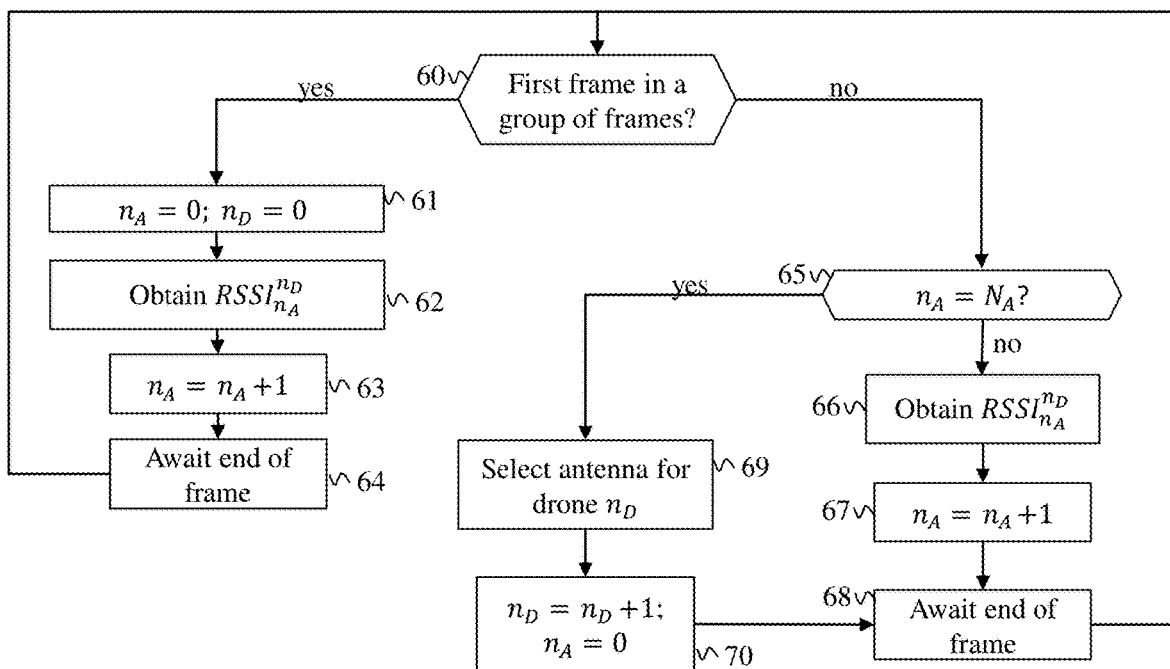 60
First frame in a
group of frames?
yes
no
n_A = 0; n_D = 0
61
Obtain RSSI_{n_A}^{n_D}
62
n_A = n_A +1
63
Await end of
frame
64
65
n_A = N_A?
yes
no
66
Obtain RSSI_{n_A}^{n_D}
67
n_A = n_A +1
Select antenna for
drone n_D
69
n_D = n_D +1;
n_A = 0
70
68
Await end of
frame